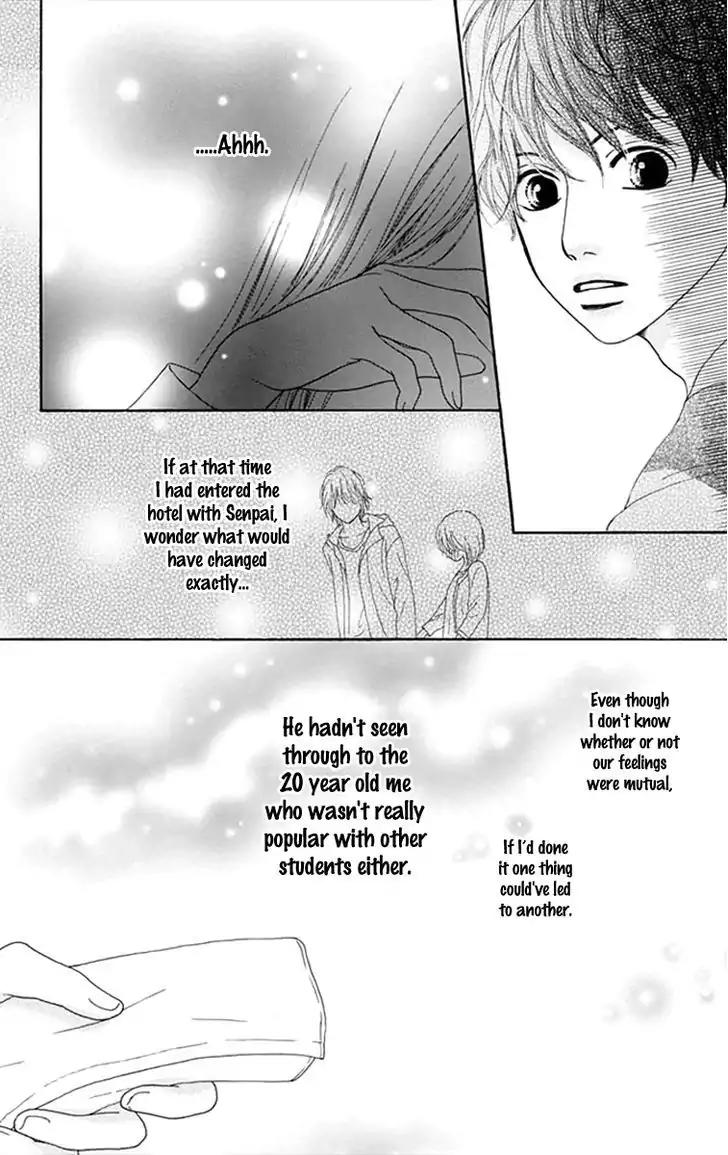 .....Ahhh.
If at that time
I had entered the
hotel with Senpai, I
wonder what would
have changed
exactly...
Even though
I don't know
whether or not
our feelings
were mutual,
If I'd done
it one thing
could've led
to another.
He hadn't seen
through to the
20 year old me
who wasn't really
popular with other
students either.